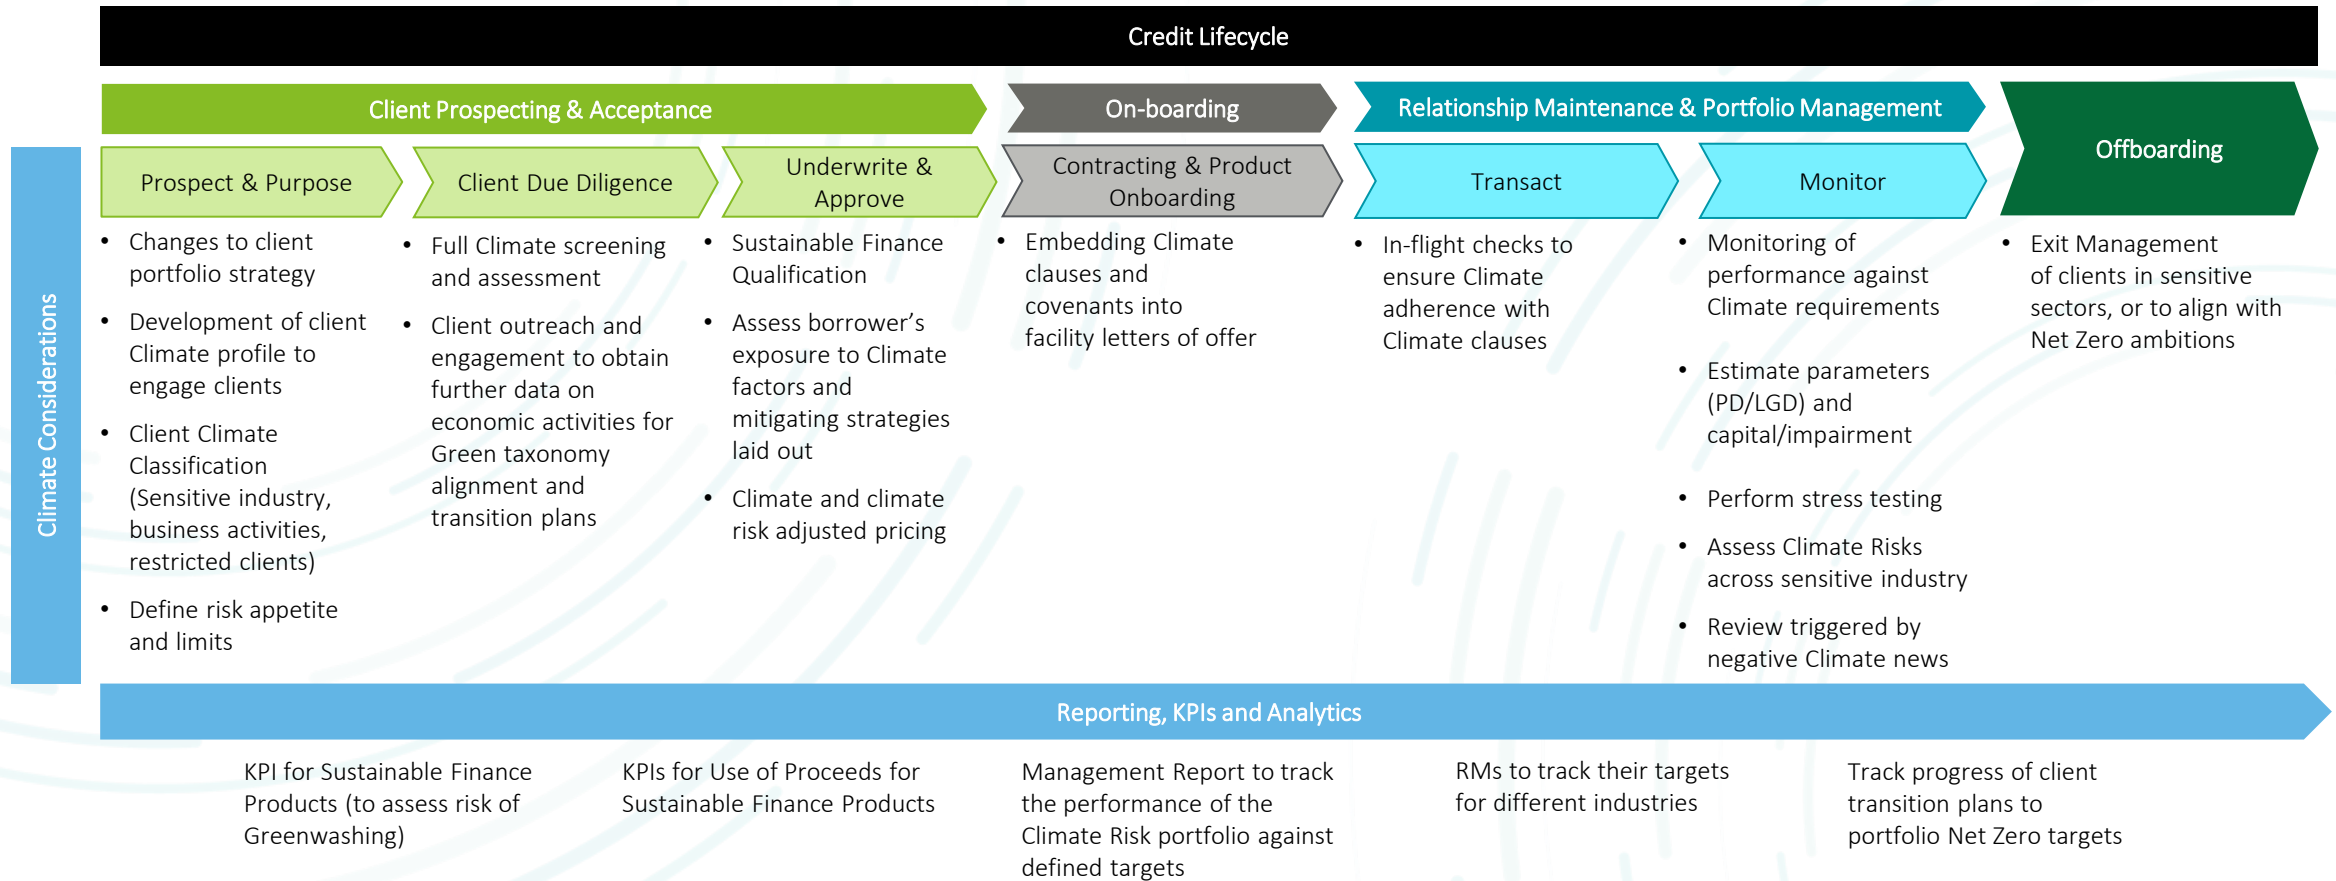 Credit Lifecycle
Client Prospecting & Acceptance
On-boarding
Relationship Maintenance & Portfolio Management
Offboarding
Climate Considerations
Prospect & Purpose
• Changes to client
portfolio strategy
• Development of client
Climate profile to
engage clients
• Client Climate
Classification
(Sensitive industry,
business activities,
restricted clients)
• Define risk appetite
and limits
Client Due Diligence
• Full Climate screening
and assessment
• Client outreach and
engagement to obtain
further data on
economic activities for
Green taxonomy
alignment and
transition plans
Underwrite &
Approve
• Sustainable Finance
Qualification
• Assess borrower’s
exposure to Climate
factors and
mitigating strategies
laid out
• Climate and climate
risk adjusted pricing
Contracting & Product
Onboarding
• Embedding Climate
clauses and
covenants into
facility letters of offer
Transact
• In-flight checks to
ensure Climate
adherence with
Climate clauses
Monitor
• Monitoring of
performance against
Climate requirements
• Estimate parameters
(PD/LGD) and
capital/impairment
• Perform stress testing
• Assess Climate Risks
across sensitive industry
• Review triggered by
negative Climate news
• Exit Management
of clients in sensitive
sectors, or to align with
Net Zero ambitions
Reporting, KPIs and Analytics
KPI for Sustainable Finance
Products (to assess risk of
Greenwashing)
KPIs for Use of Proceeds for
Sustainable Finance Products
Management Report to track
the performance of the
Climate Risk portfolio against
defined targets
RMs to track their targets
for different industries
Track progress of client
transition plans to
portfolio Net Zero targets